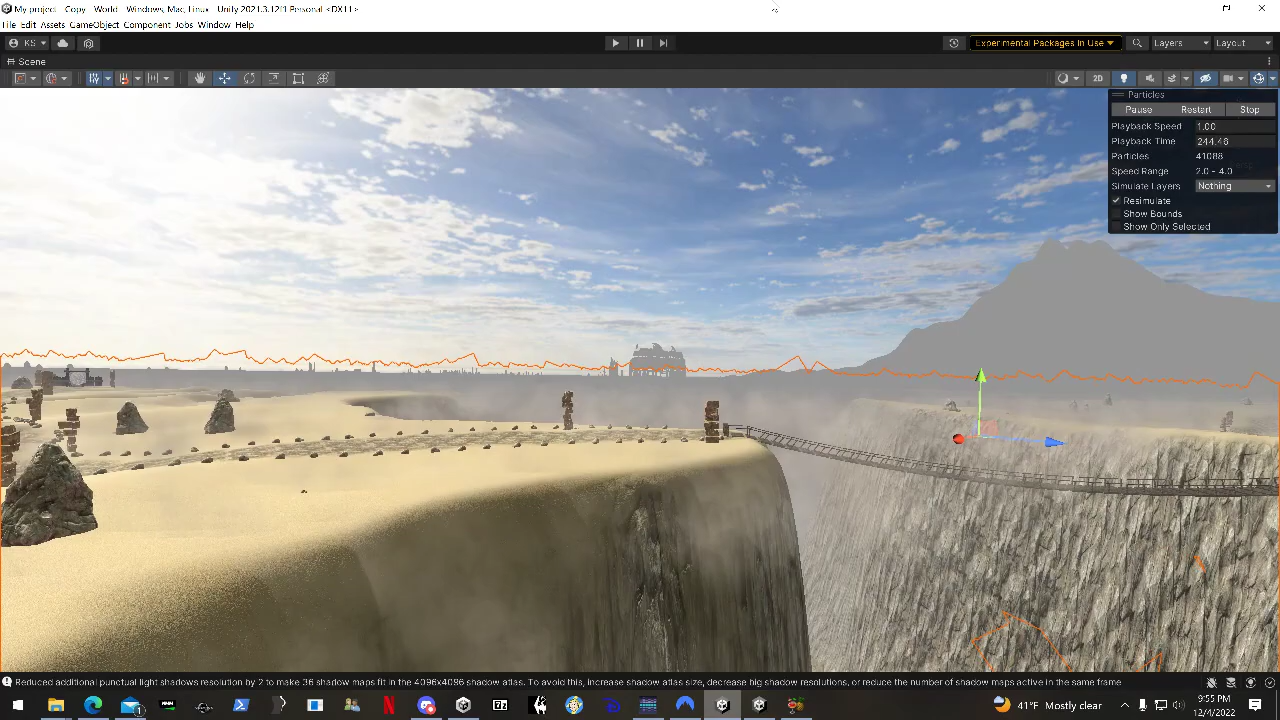 My project - Copy - World - Windows, Mac, Linux - Unity 2021.3.12f1 Personal <DX11>
File Edit Assets GameObject Component Jobs Window Help
KS
Experimental Packages In Use
Layers
Layout
Scene
2D
Particles
Pause Restart Stop
Playback Speed 1.00
Playback Time 244.46
Particles 41088
Speed Range 2.0 - 4.0
Simulate Layers Nothing
Resimulate
Show Bounds
Show Only Selected
Reduced additional punctual light shadows resolution by 2 to make 36 shadow maps fit in the 4096x4096 shadow atlas. To avoid this, increase shadow atlas size, decrease big shadow resolutions, or reduce the number of shadow maps active in the same frame
1
7z
41°F Mostly clear
9:55 PM
12/4/2022